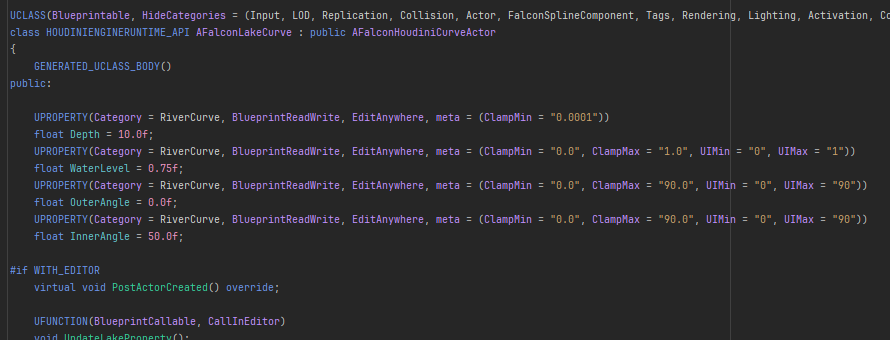 UCLASS(Blueprintable, HideCategories = (Input, LOD, Replication, Collision, Actor, FalconSplineComponent, Tags, Rendering, Lighting, Activation,
class HOUDINIENGINERUNTIME_API AFalconLakeCurve : public AFalconHoudiniCurveActor
{
GENERATED_UCLASS_BODY()
public:
UPROPERTY(Category = RiverCurve, BlueprintReadWrite, EditAnywhere, meta = (ClampMin = "0.0001"))
float Depth = 10.0f;
UPROPERTY(Category = RiverCurve, BlueprintReadWrite, EditAnywhere, meta = (ClampMin = "0.0", ClampMax = "1.0", UIMin = "0", UIMax = "1"))
float WaterLevel = 0.75f;
UPROPERTY(Category = RiverCurve, BlueprintReadWrite, EditAnywhere, meta = (ClampMin = "0.0", ClampMax = "90.0", UIMin = "0", UIMax = "90"))
float OuterAngle = 0.0f;
UPROPERTY(Category = RiverCurve, BlueprintReadWrite, EditAnywhere, meta = (ClampMin = "0.0", ClampMax = "90.0", UIMin = "0", UIMax = "90"))
float InnerAngle = 50.0f;
#if WITH_EDITOR
virtual void PostActorCreated() override;
UFUNCTION(BlueprintCallable, CallInEditor)
void UpdateLakeProperty();